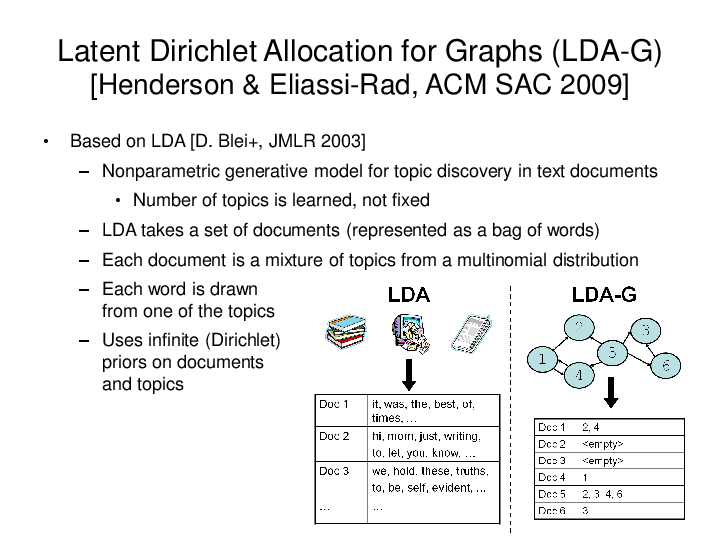 Latent Dirichlet Allocation for Graphs (LDA-G)
[Henderson & Eliassi-Rad, ACM SAC 2009]
• Based on LDA [D. Blei+, JMLR 2003]
– Nonparametric generative model for topic discovery in text documents
• Number of topics is learned, not fixed
– LDA takes a set of documents (represented as a bag of words)
– Each document is a mixture of topics from a multinomial distribution
– Each word is drawn
from one of the topics
– Uses infinite (Dirichlet)
priors on documents
and topics
LDA
Doc 1 it, was, the, best, of,
times, ...
Doc 2 hi, mom, just, writing,
to, let, you, know, ...
Doc 3 we, hold, these, truths,
to, be, self, evident, ...
... ...
LDA-G
2
3
1
5
4
6
Doc 1 2, 4
Doc 2 <empty>
Doc 3 <empty>
Doc 4 1
Doc 5 2, 3, 4, 6
Doc 6 3